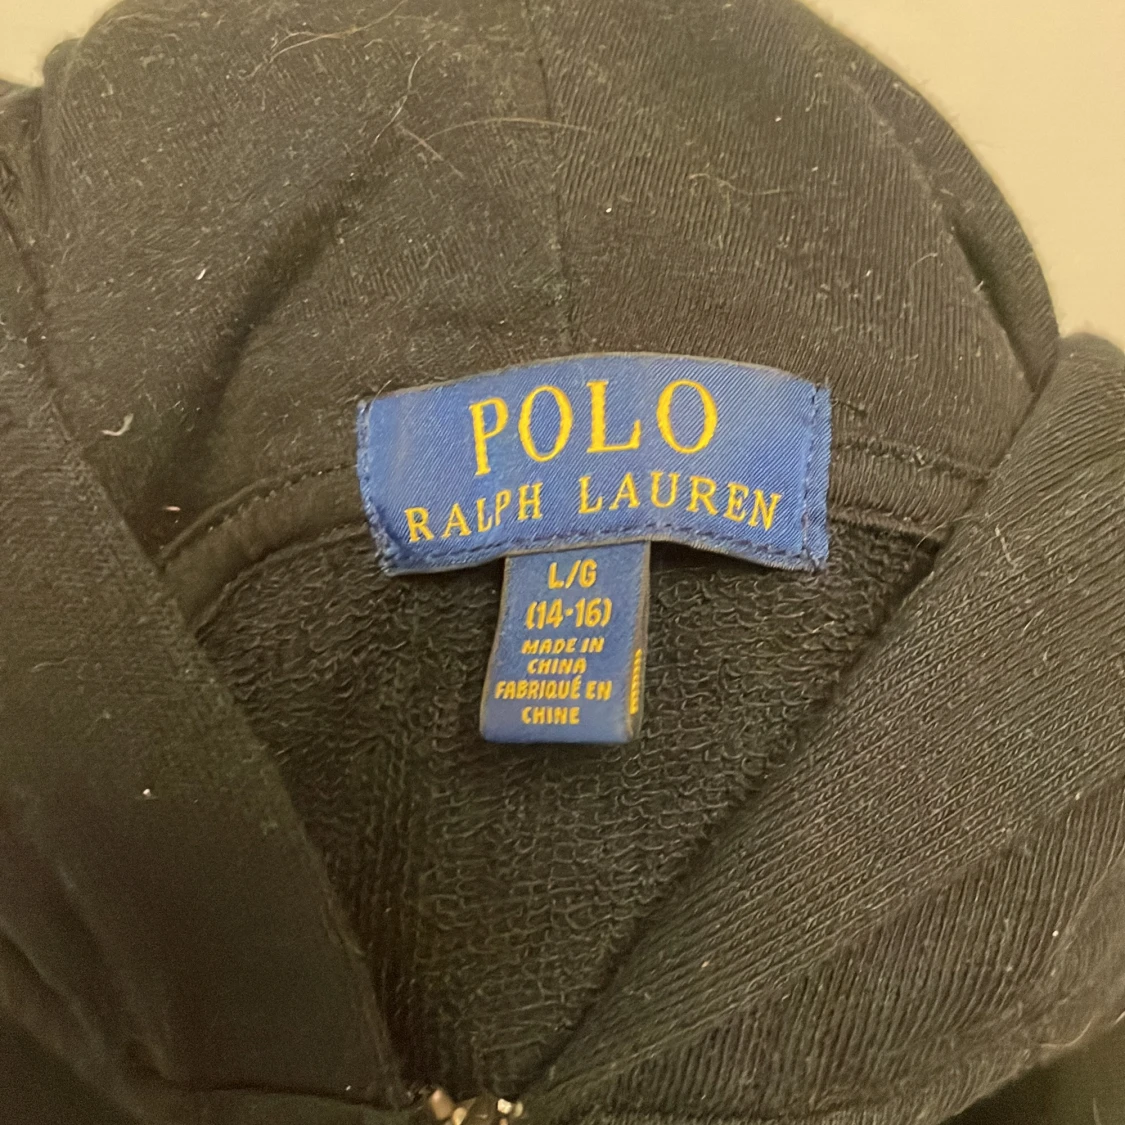 POLO
RALPH LAUREN
L/G
(14-16)
MADE IN
CHINA
FABRIQUÉ EN
CHINE